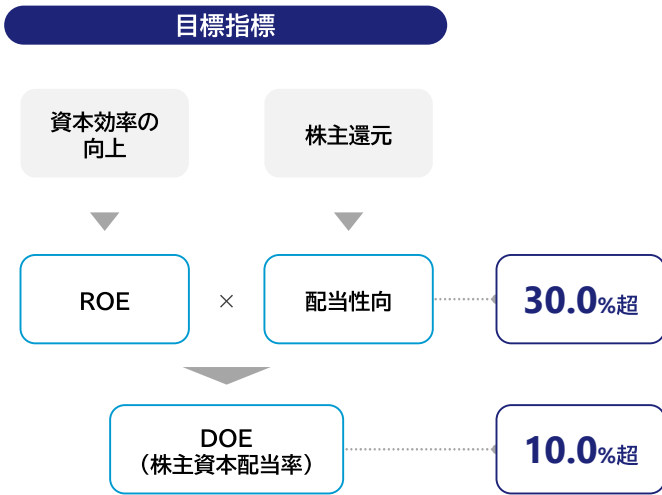 目標指標
資本効率の
向上
株主還元
ROE
×
配当性向
30.0%超
DOE
（株主資本配当率）
10.0%超